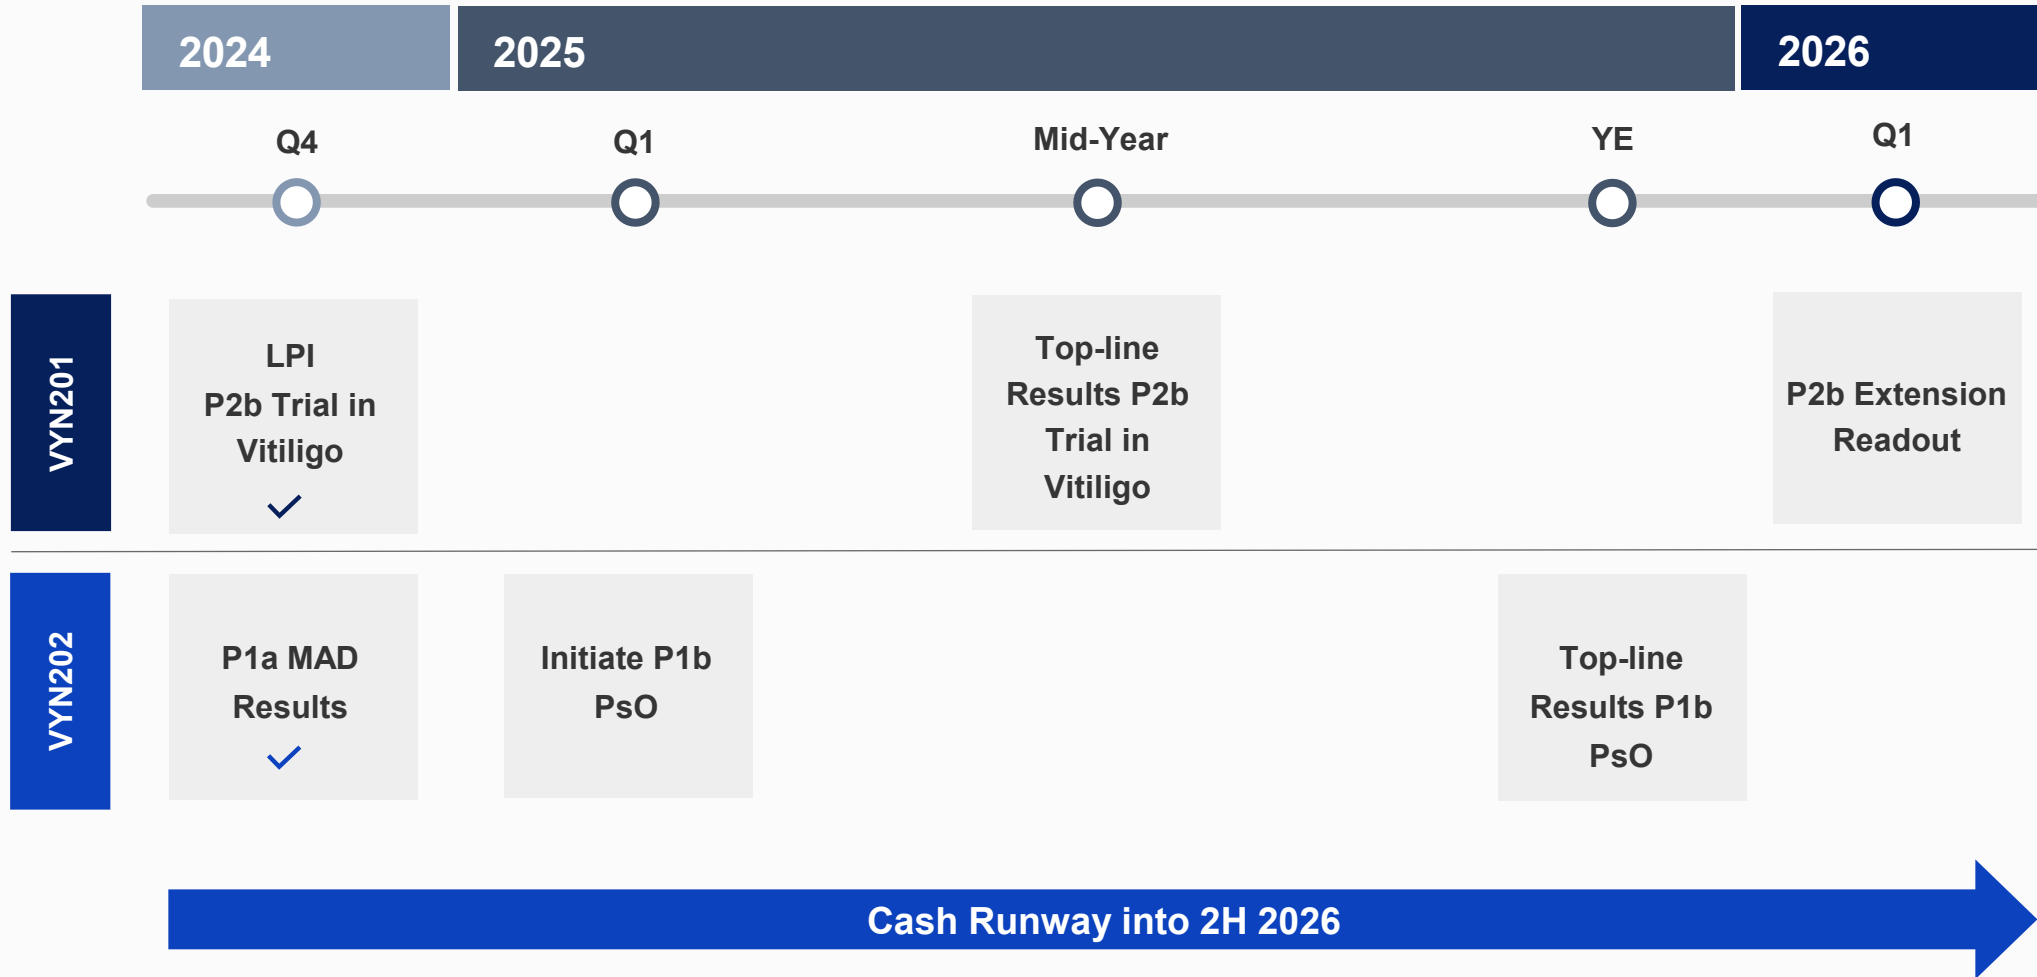 2024
2025
2026
Q4
Q1
Mid-Year
YE
Q1
VYN201
LPI
P2b Trial in
Vitiligo
Top-line
Results P2b
Trial in
Vitiligo
P2b Extension
Readout
VYN202
P1a MAD
Results
Initiate P1b
PsO
Top-line
Results P1b
PsO
Cash Runway into 2H 2026